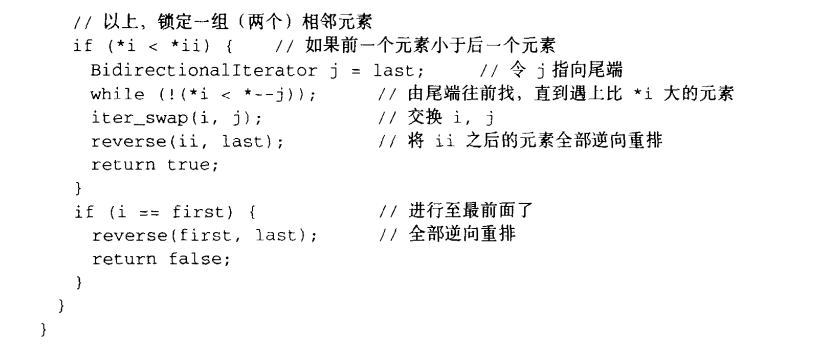 // 以上，锁定一组（两个）相邻元素
if (*i < *ii) {    // 如果前一个元素小于后一个元素
BidirectionalIterator j = last;    // 令 j 指向尾端
while (!(*i < *--j));    // 由尾端往前找，直到遇上比 *i 大的元素
iter_swap(i, j);    // 交换 i, j
reverse(ii, last);    // 将 ii 之后的元素全部逆向重排
return true;
}
if (i == first) {    // 进行至最前面了
reverse(first, last);    // 全部逆向重排
return false;
}
}
}